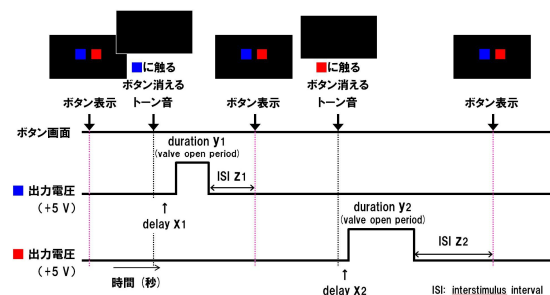 ■に触る
ボタン消える
トーン音
■に触る
ボタン消える
トーン音
ボタン表示
ボタン表示
ボタン表示
ボタン画面
duration y1
(valve open period)
ISI z1
■ 出力電圧
(+5 V)
delay x1
duration y2
(valve open period)
ISI z2
■ 出力電圧
(+5 V)
時間 (秒)
delay x2
ISI: interstimulus interval